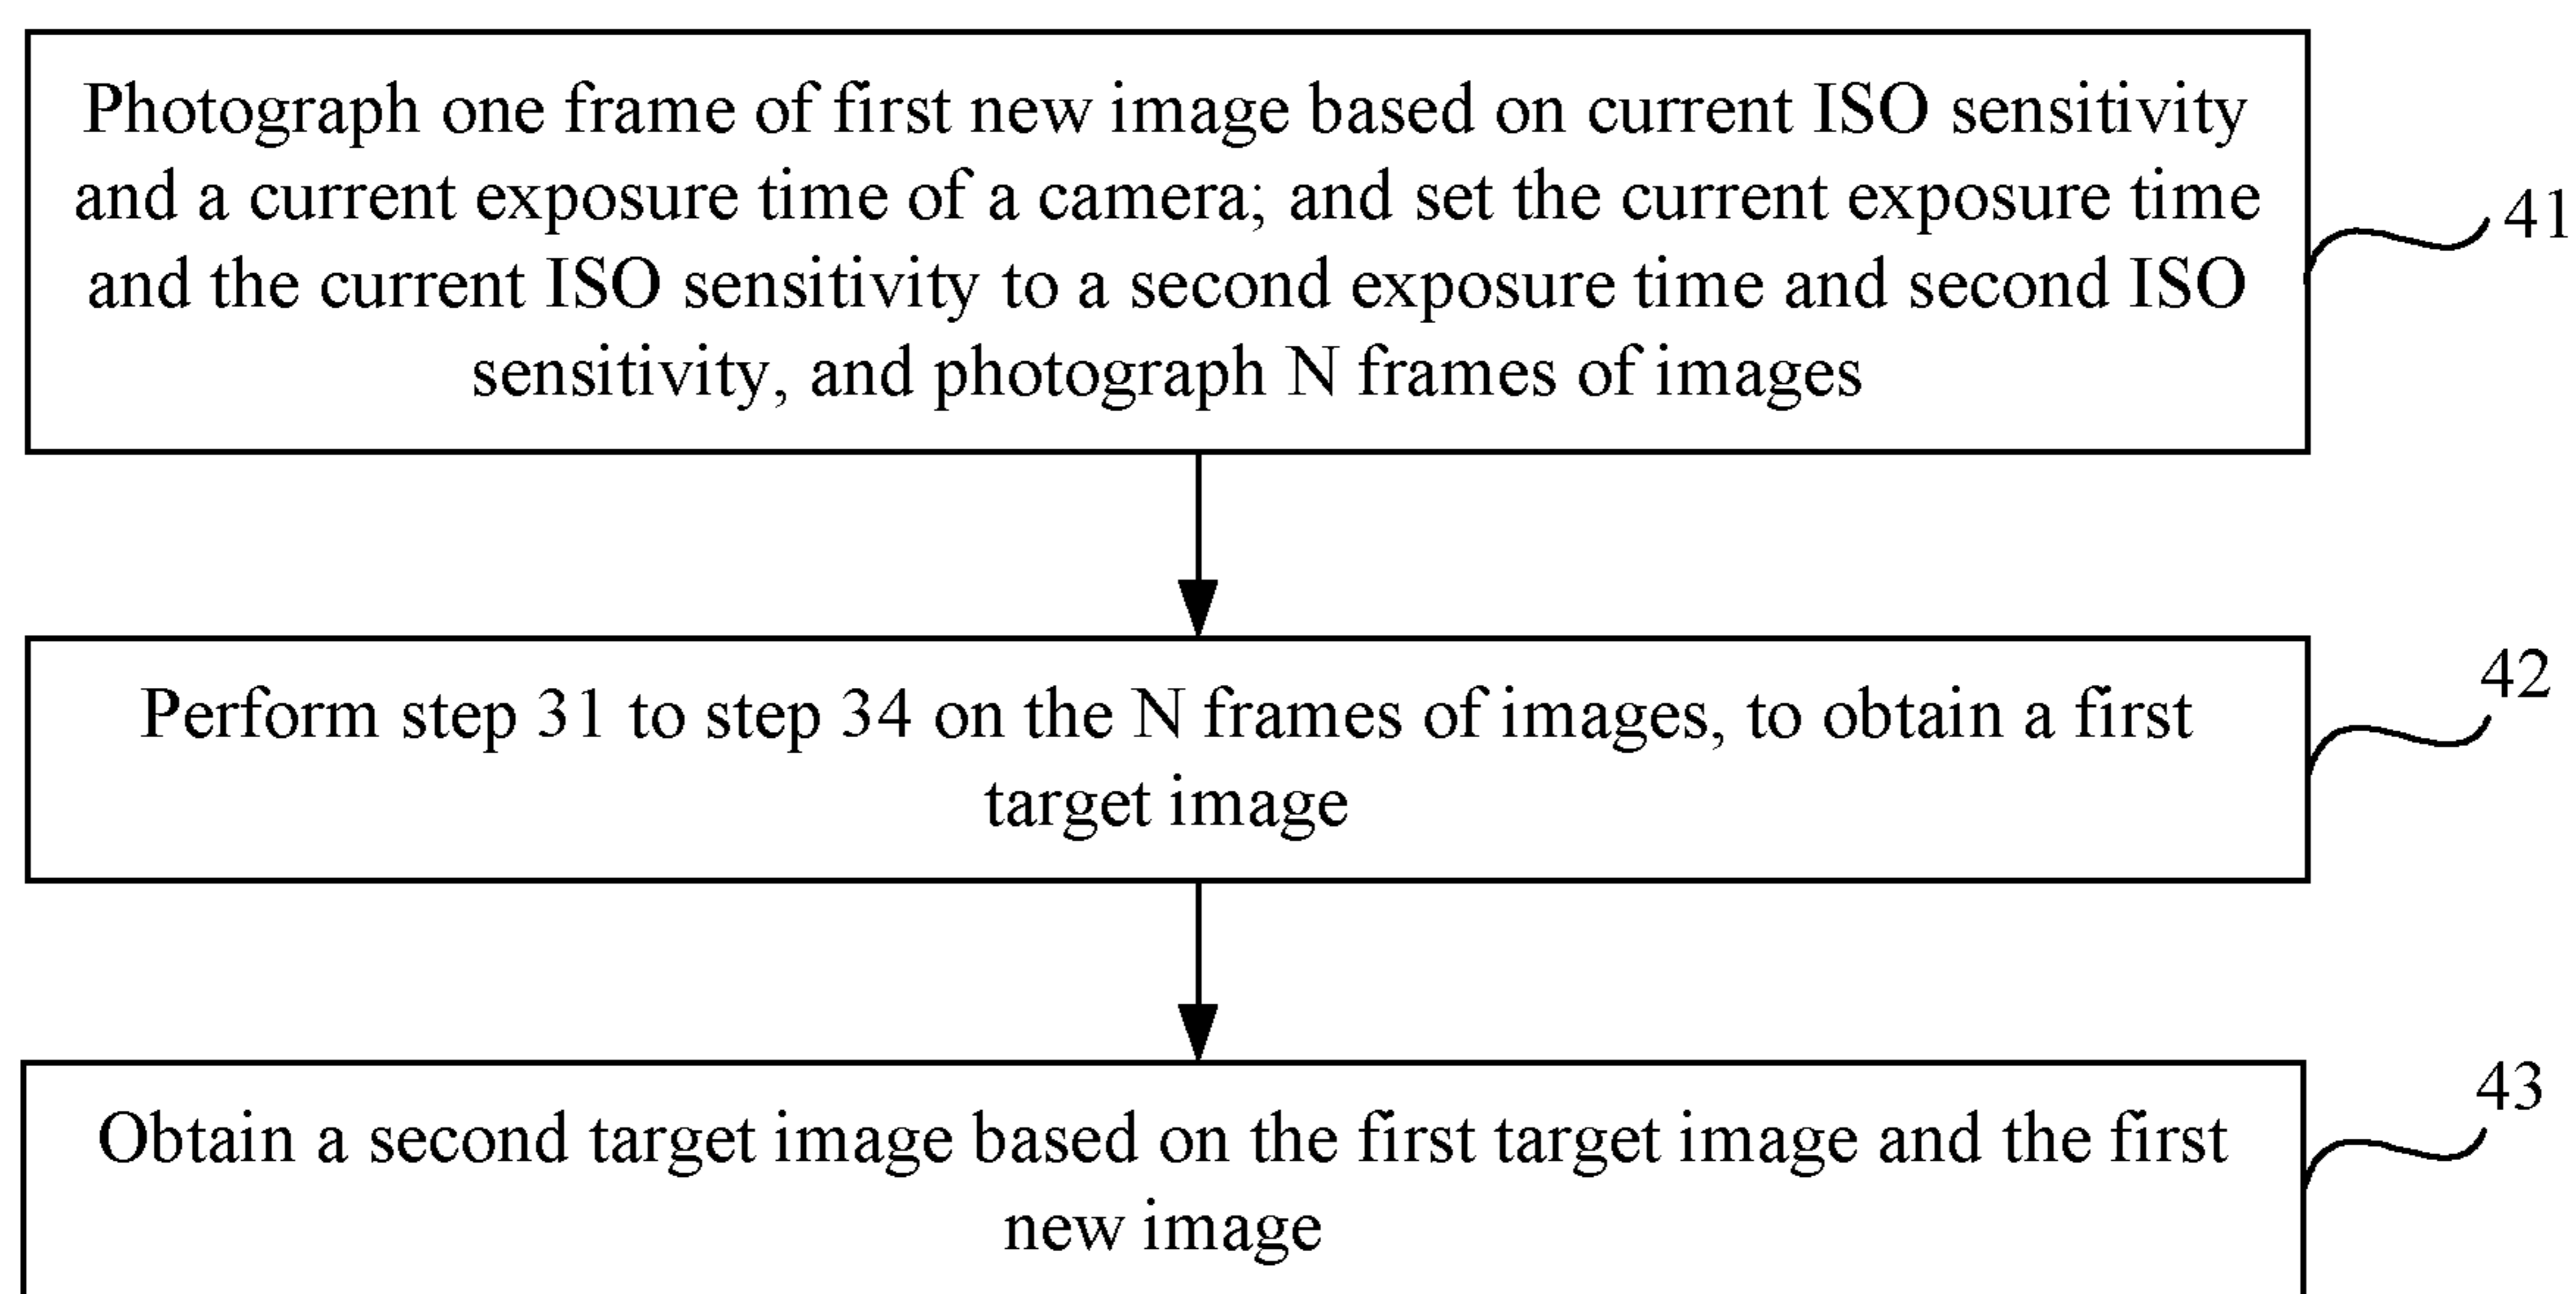 Photograph one frame of first new image based on current ISO sensitivity
and a current exposure time of a camera; and set the current exposure time
and the current ISO sensitivity to a second exposure time and second ISO
sensitivity, and photograph N frames of images
41
Perform step 31 to step 34 on the N frames of images, to obtain a first
target image
42
Obtain a second target image based on the first target image and the first
new image
43